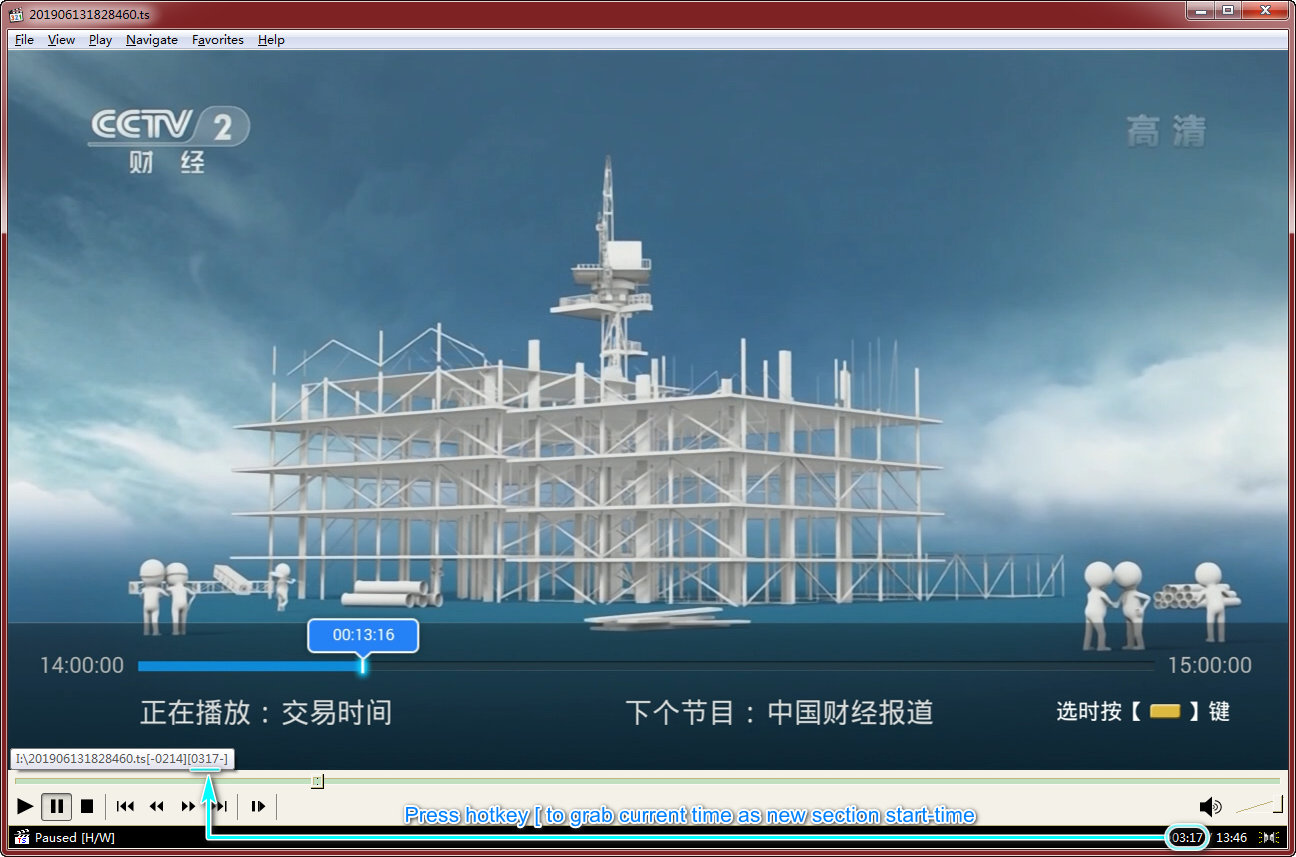 201906131828460.ts
File View Play Navigate Favorites Help
CCTV 2
财 经
高 清
00:13:16
14:00:00
15:00:00
正在播放：交易时间
下个节目：中国财经报道
选时按【 】键
I:\201906131828460.ts[-0214][0317-]
Press hotkey [ to grab current time as new section start-time
Paused [H/W]
03:17 / 13:46